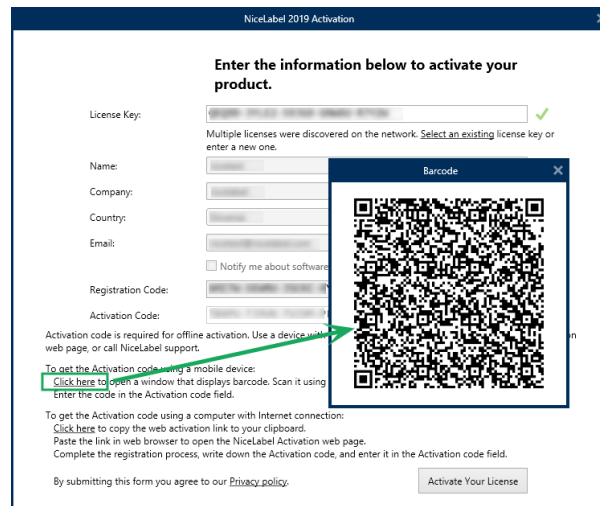 NiceLabel 2019 Activation
Enter the information below to activate your
product.
License Key:
Multiple licenses were discovered on the network. Select an existing license key or
enter a new one.
Name:
Barcode
Company:
Country:
Email:
Notify me about software
Registration Code:
Activation Code:
Activation code is required for offline activation. Use a device with on
web page, or call NiceLabel support.
To get the Activation code using a mobile device:
Click here to open a window that displays barcode. Scan it using
Enter the code in the Activation code field.
To get the Activation code using a computer with Internet connection:
Click here to copy the web activation link to your clipboard.
Paste the link in web browser to open the NiceLabel Activation web page.
Complete the registration process, write down the Activation code, and enter it in the Activation code field.
By submitting this form you agree to our Privacy policy.
Activate Your License